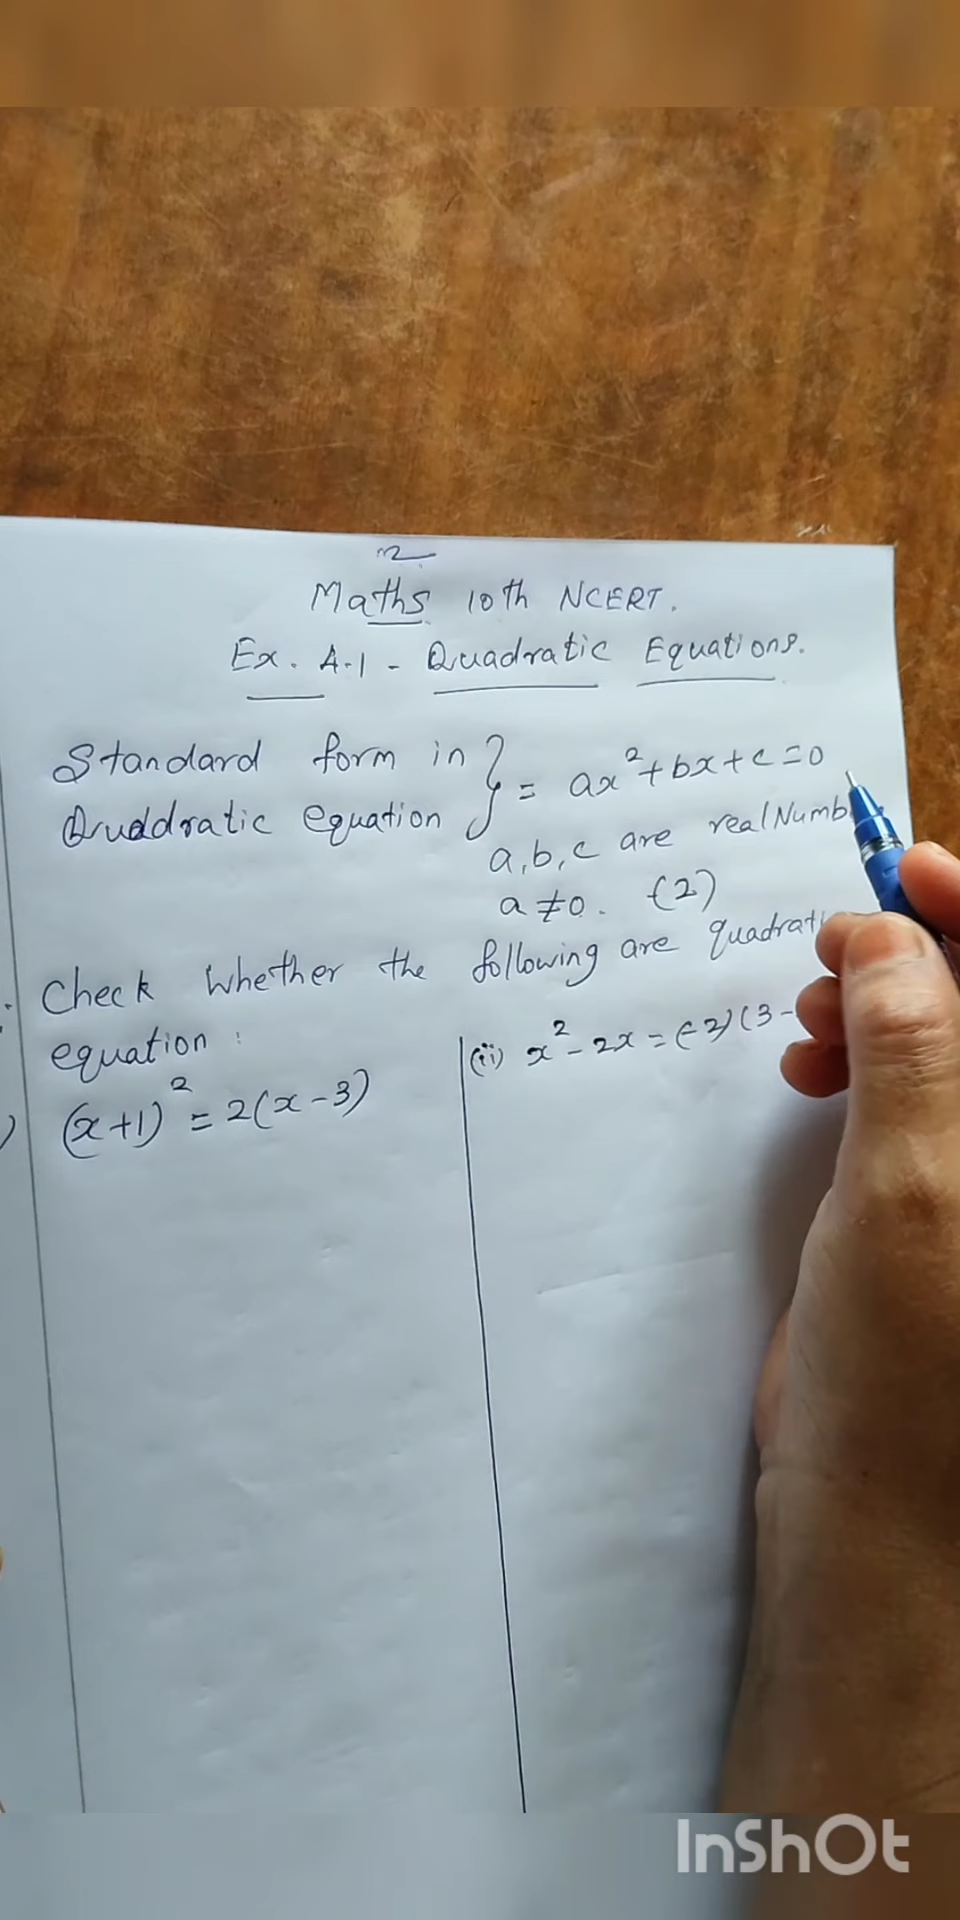 Maths 10th NCERT.
Ex. 4.1 - Quadratic Equations.
Standard form in } = ax²+bx+c=0
Quddratic equation
a,b,c are real Numb
a≠0. (2)
Check whether the following are quadrati
equation:
) (x+1)² = 2(x-3)
(ii) x²-2x = (-2)(3-
InShOt